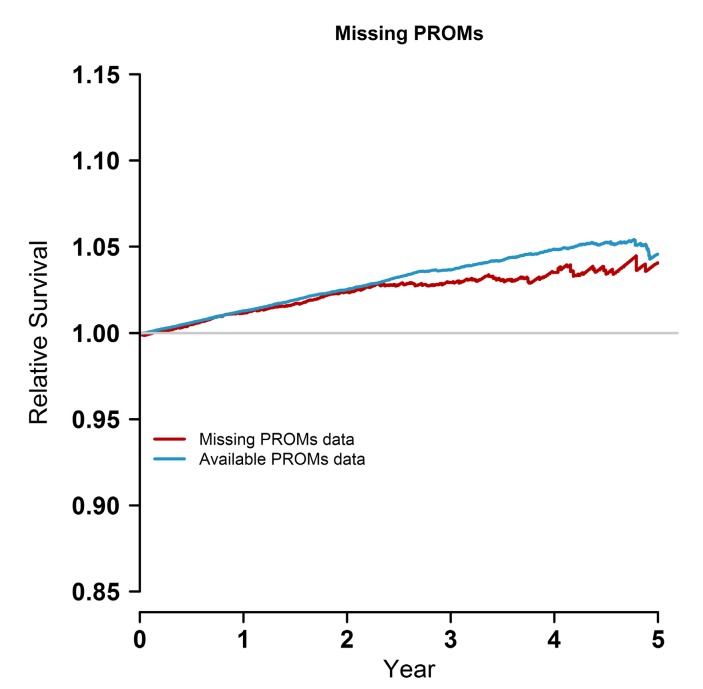 Missing PROMs
1.15
1.10
1.05
1.00
0.95
0.90
0.85
Relative Survival
Missing PROMs data
Available PROMs data
0 1 2 3 4 5
Year